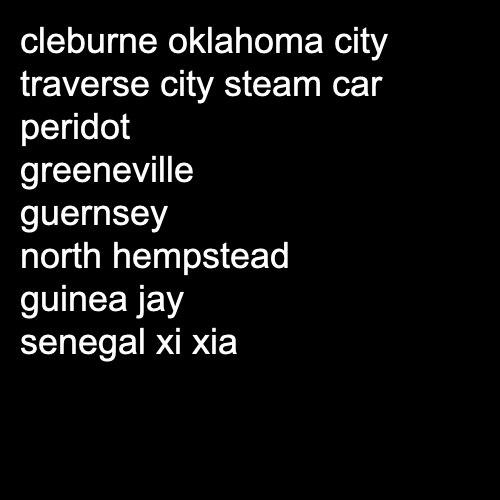 cleburne oklahoma city
traverse city steam car
peridot
greeneville
guernsey
north hempstead
guinea jay
senegal xi xia